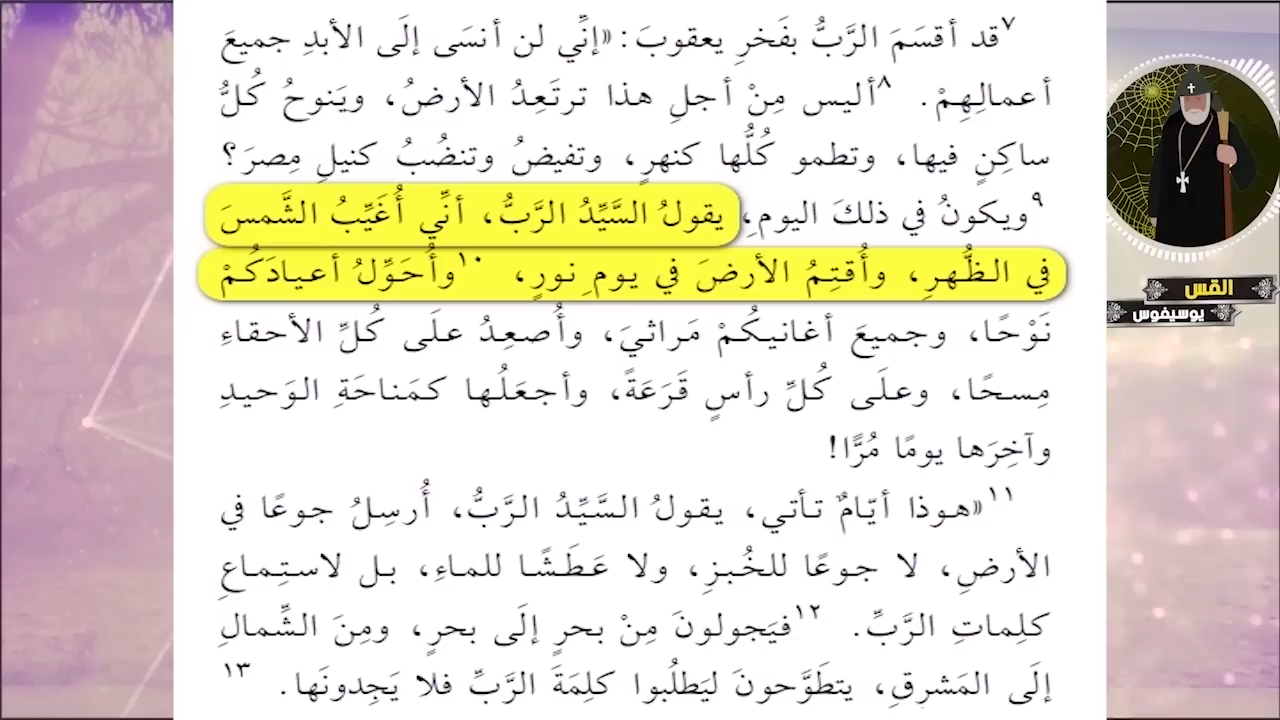 ٧قد أقسَمَ الرَّبُّ بفَخرِ يعقوبَ: «إنِّي لن أنسَى إلَى الأبدِ جميعَ
أعمالِهِمْ. ٨أليس مِنْ أجلِ هذا ترتَعِدُ الأرضُ، ويَنوحُ كُلُّ
ساكِنٍ فيها، وتطمو كُلُّها كنهرٍ، وتفيضُ وتنضُبُ كنيلِ مِصرَ؟
٩ويكونُ في ذلكَ اليومِ، يقولُ السَّيِّدُ الرَّبُّ، أنِّي أُغَيِّبُ الشَّمسَ
في الظُّهرِ، وأُقتِمُ الأرضَ في يومِ نورٍ، ١٠وأُحَوِّلُ أعيادَكُمْ
نَوْحًا، وجميعَ أغانيكُمْ مَراثيَ، وأُصعِدُ علَى كُلِّ الأحقاءِ
مِسحًا، وعلَى كُلِّ رأسٍ قَرَعَةً، وأجعَلُها كمَناحَةِ الوَحيدِ
وآخِرَها يومًا مُرًّا!
١١«هوذا أيّامٌ تأتي، يقولُ السَّيِّدُ الرَّبُّ، أُرسِلُ جوعًا في
الأرضِ، لا جوعًا للخُبزِ، ولا عَطَشًا للماءِ، بل لاستِماعِ
كلِماتِ الرَّبِّ. ١٢فيَجولونَ مِنْ بحرٍ إلَى بحرٍ، ومِنَ الشِّمالِ
إلَى المَشرِقِ، يتطَوَّحونَ ليَطلُبوا كلِمَةَ الرَّبِّ فلا يَجِدونَها. ١٣
القس
يوسيفوس